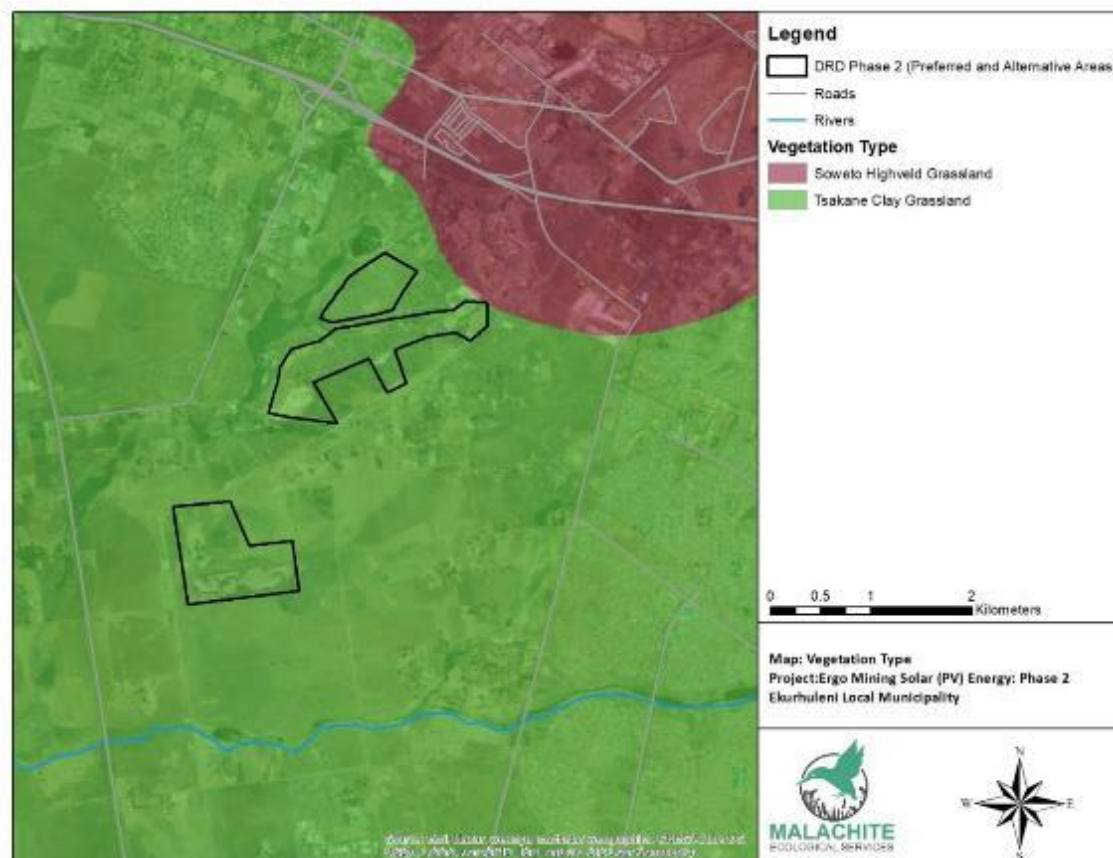 Legend
DRD Phase 2 (Preferred and Alternative Areas
Roads
Rivers
Vegetation Type
Soweto Highveld Grassland
Tsakane Clay Grassland
0 0.5 1 2
Kilometers
Map: Vegetation Type
Project:Ergo Mining Solar (PV) Energy: Phase 2
Ekurhuleni Local Municipality
MALACHITE
ECOLOGICAL SERVICES
N
W E
S